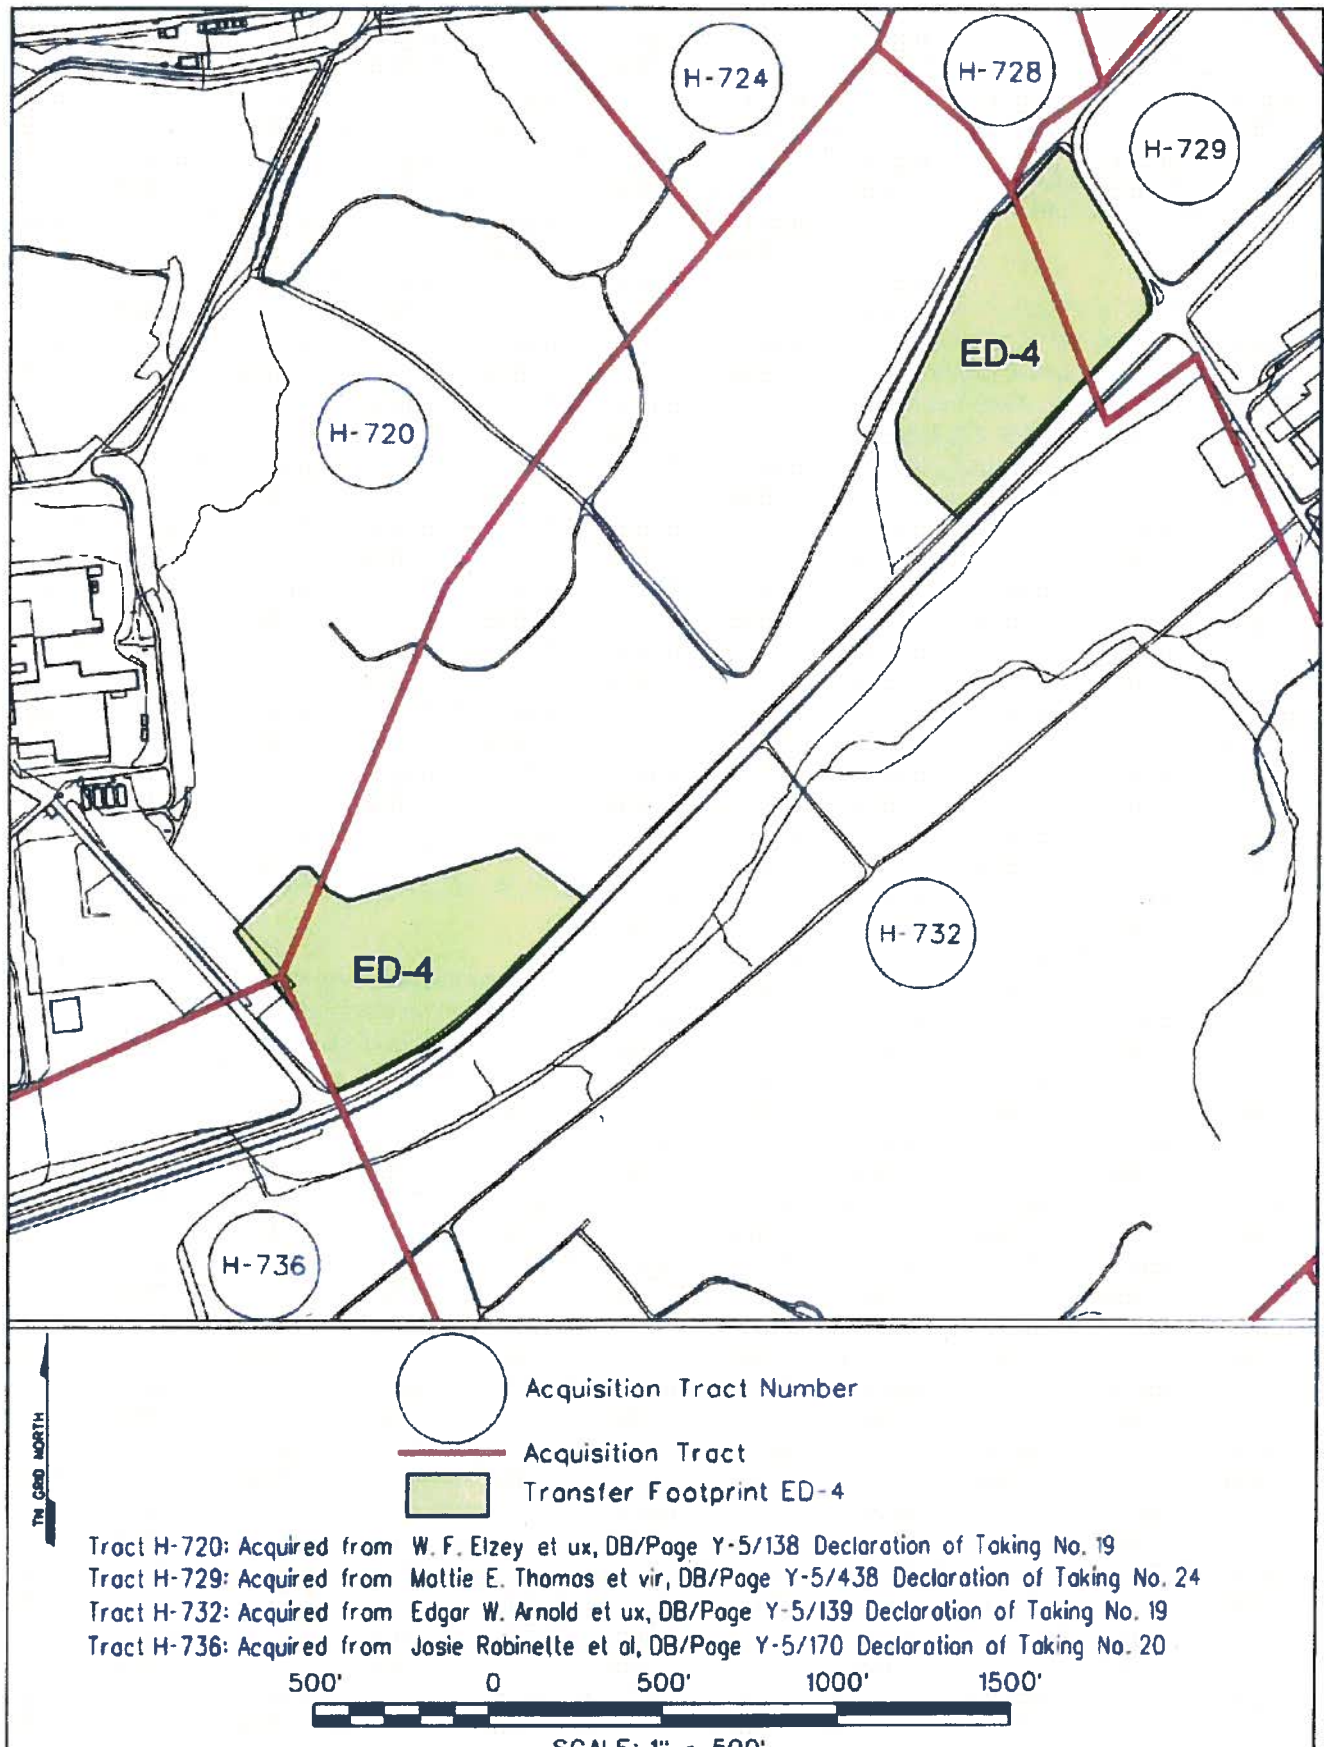 H-724
H-728
H-729
ED-4
H-720
H-732
ED-4
H-736
TN GRD NORTH
Acquisition Tract Number
Acquisition Tract
Transfer Footprint ED-4
Tract H-720: Acquired from W. F. Elzey et ux, DB/Page Y-5/138 Declaration of Taking No. 19
Tract H-729: Acquired from Mattie E. Thomas et vir, DB/Page Y-5/438 Declaration of Taking No. 24
Tract H-732: Acquired from Edgar W. Arnold et ux, DB/Page Y-5/139 Declaration of Taking No. 19
Tract H-736: Acquired from Josie Robinette et al, DB/Page Y-5/170 Declaration of Taking No. 20
500' 0 500' 1000' 1500'
SCALE: 1" = 500'